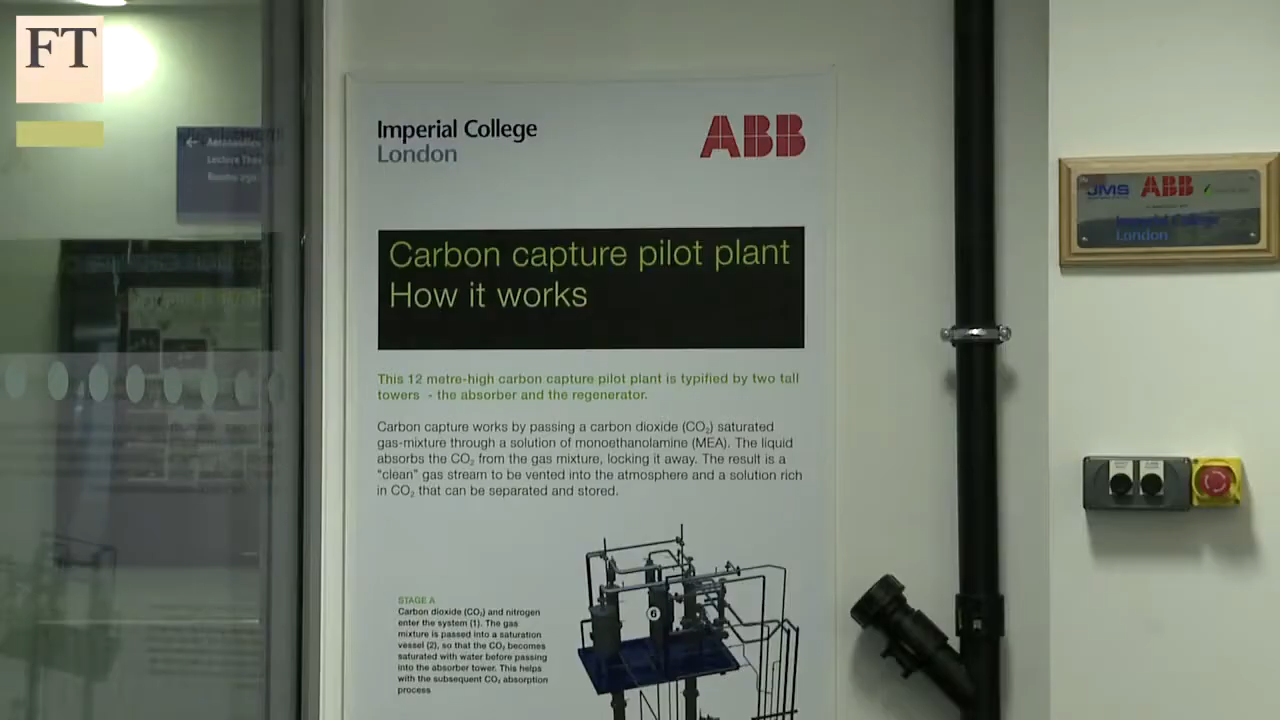 FT
Imperial College
London
ABB
Carbon capture pilot plant
How it works
This 12 metre-high carbon capture pilot plant is typified by two tall
towers - the absorber and the regenerator.
Carbon capture works by passing a carbon dioxide (CO₂) saturated
gas-mixture through a solution of monoethanolamine (MEA). The liquid
absorbs the CO₂ from the gas mixture, locking it away. The result is a
"clean" gas stream to be vented into the atmosphere and a solution rich
in CO₂ that can be separated and stored.
STAGE A
Carbon dioxide (CO₂) and nitrogen
enter the system (1). The gas
mixture is passed into a saturation
vessel (2), so that the CO₂ becomes
saturated with water before passing
into the absorber tower. This helps
with the subsequent CO₂ absorption
process
6
← Aeronautics
Lecture
Rooms 250
JMS ABB
Imperial College
London